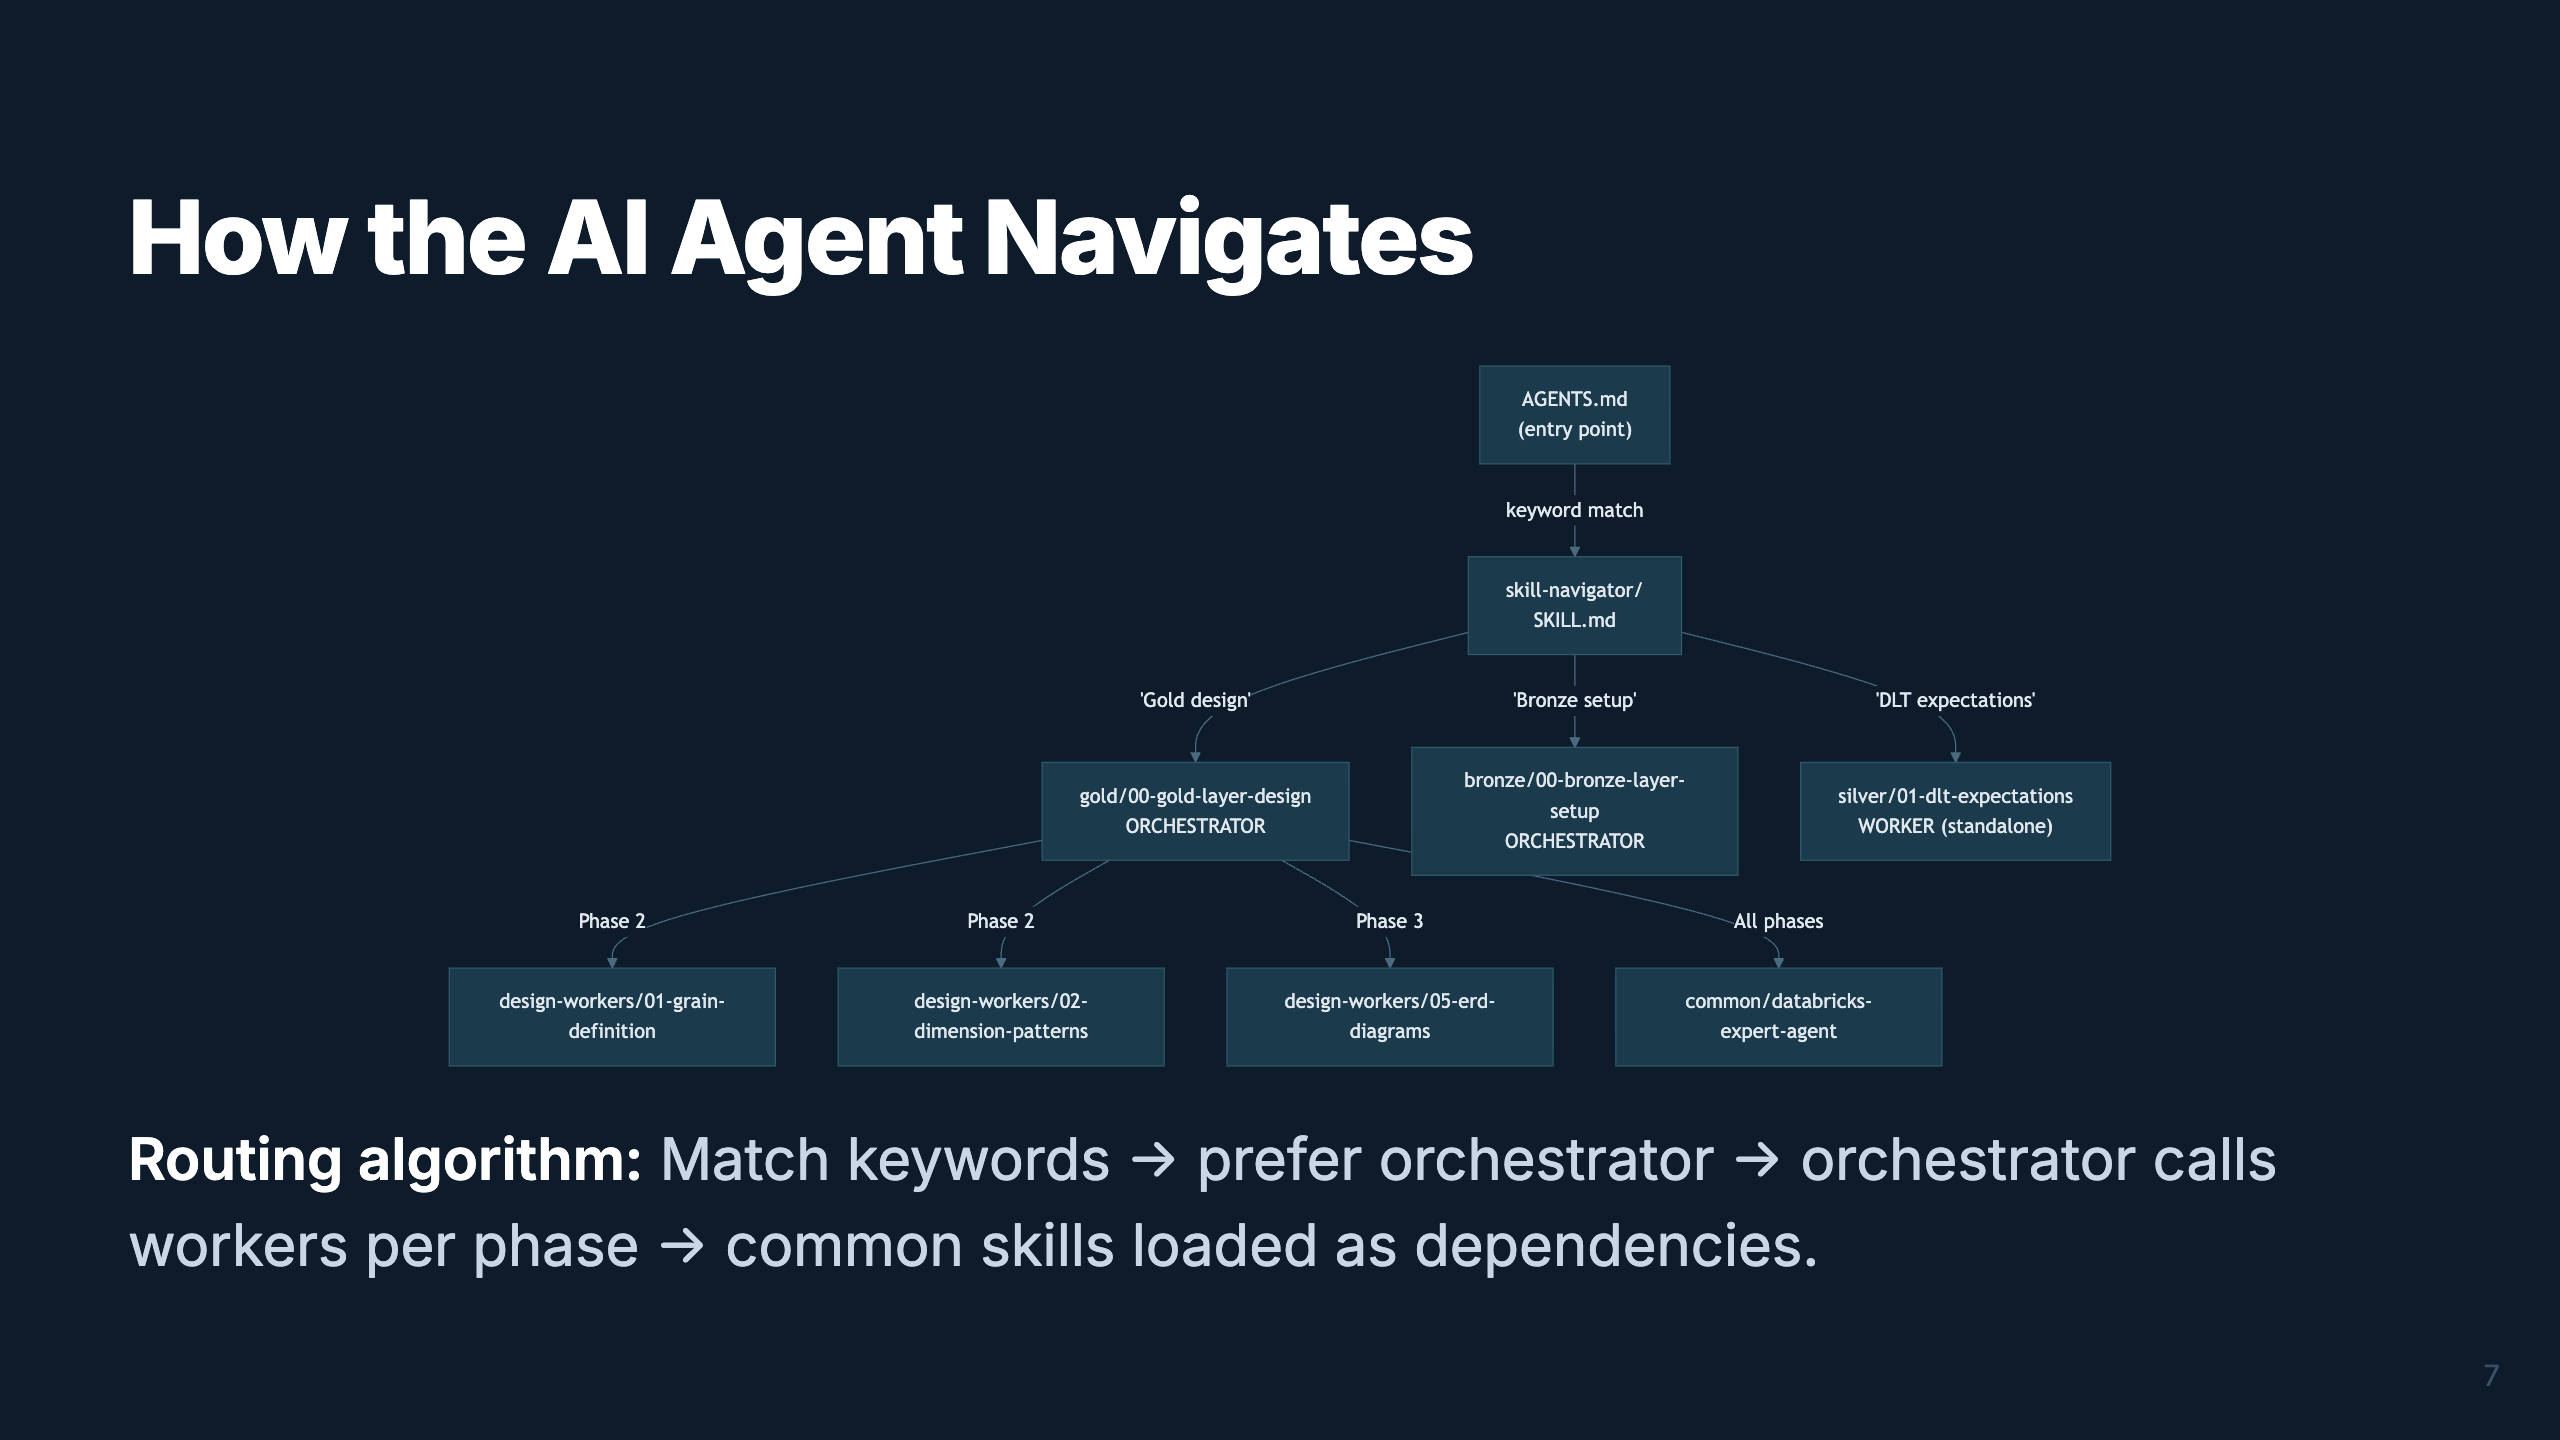 How the AI Agent Navigates
AGENTS.md
(entry point)
keyword match
skill-navigator/
SKILL.md
'Gold design'
'Bronze setup'
'DLT expectations'
gold/00-gold-layer-design
ORCHESTRATOR
bronze/00-bronze-layer-
setup
ORCHESTRATOR
silver/01-dlt-expectations
WORKER (standalone)
Phase 2
Phase 2
Phase 3
All phases
design-workers/01-grain-
definition
design-workers/02-
dimension-patterns
design-workers/05-erd-
diagrams
common/databricks-
expert-agent
Routing algorithm: Match keywords → prefer orchestrator → orchestrator calls
workers per phase → common skills loaded as dependencies.
7